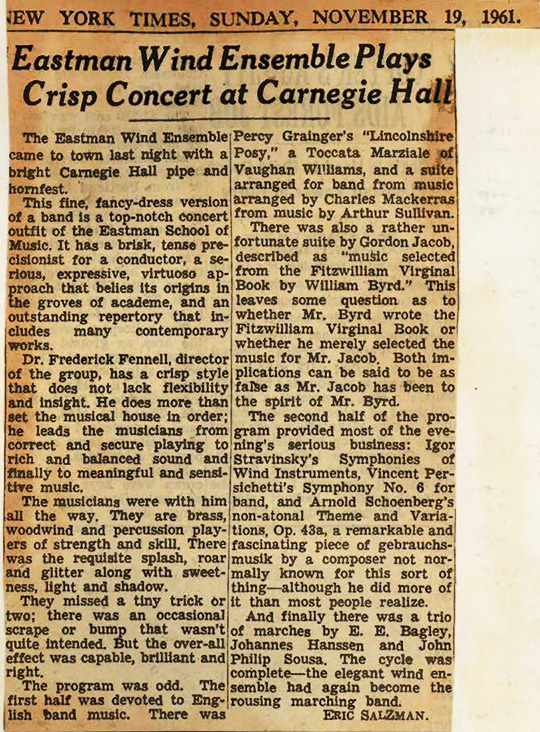 NEW YORK TIMES, SUNDAY, NOVEMBER 19, 1961.
Eastman Wind Ensemble Plays
Crisp Concert at Carnegie Hall
The Eastman Wind Ensemble
came to town last night with a
bright Carnegie Hall pipe and
hornfest.
This fine, fancy-dress version
of a band is a top-notch concert
outfit of the Eastman School of
Music. It has a brisk, tense pre-
cisionist for a conductor, a se-
rious, expressive, virtuoso ap-
proach that belies its origins in
the groves of academe, and an
outstanding repertory that in-
cludes many contemporary
works.
Dr. Frederick Fennell, director
of the group, has a crisp style
that does not lack flexibility
and insight. He does more than
set the musical house in order;
he leads the musicians from
correct and secure playing to
rich and balanced sound and
finally to meaningful and sensi-
tive music.
The musicians were with him
all the way. They are brass,
woodwind and percussion play-
ers of strength and skill. There
was the requisite splash, roar
and glitter along with sweet-
ness, light and shadow.
They missed a tiny trick or
two; there was an occasional
scrape or bump that wasn't
quite intended. But the over-all
effect was capable, brilliant and
right.
The program was odd. The
first half was devoted to Eng-
lish band music. There was
Percy Grainger's "Lincolnshire
Posy," a Toccata Marziale of
Vaughan Williams, and a suite
arranged for band from music
arranged by Charles Mackerras
from music by Arthur Sullivan.
There was also a rather un-
fortunate suite by Gordon Jacob,
described as "music selected
from the Fitzwilliam Virginal
Book by William Byrd." This
leaves some question as to
whether Mr. Byrd wrote the
Fitzwilliam Virginal Book or
whether he merely selected the
music for Mr. Jacob. Both im-
plications can be said to be as
false as Mr. Jacob has been to
the spirit of Mr. Byrd.
The second half of the pro-
gram provided most of the eve-
ning's serious business: Igor
Stravinsky's Symphonies of
Wind Instruments, Vincent Per-
sichetti's Symphony No. 6 for
band, and Arnold Schoenberg's
non-atonal Theme and Varia-
tions, Op. 43a, a remarkable and
fascinating piece of gebrauchs-
musik by a composer not nor-
mally known for this sort of
thing—although he did more of
it than most people realize.
And finally there was a trio
of marches by E. E. Bagley,
Johannes Hanssen and John
Philip Sousa. The cycle was
complete—the elegant wind en-
semble had again become the
rousing marching band.
ERIC SALZMAN.